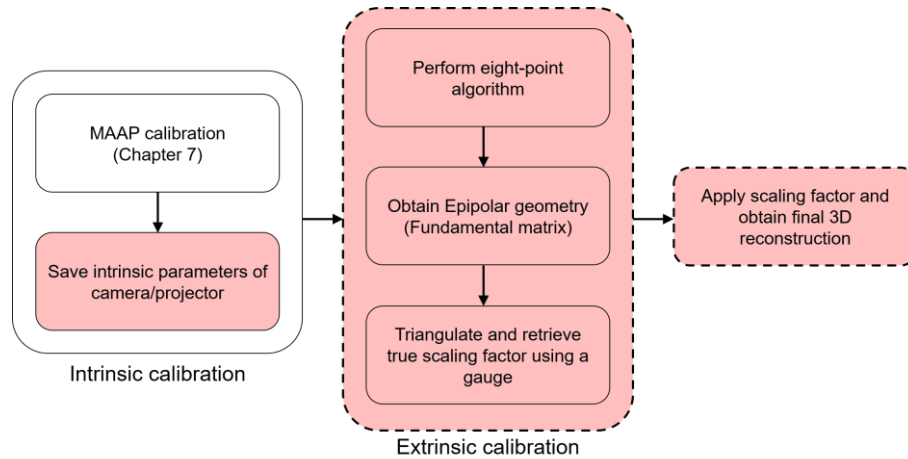 MAAP calibration
(Chapter 7)
Save intrinsic parameters of
camera/projector
Intrinsic calibration
Perform eight-point
algorithm
Obtain Epipolar geometry
(Fundamental matrix)
Triangulate and retrieve
true scaling factor using a
gauge
Extrinsic calibration
Apply scaling factor and
obtain final 3D
reconstruction